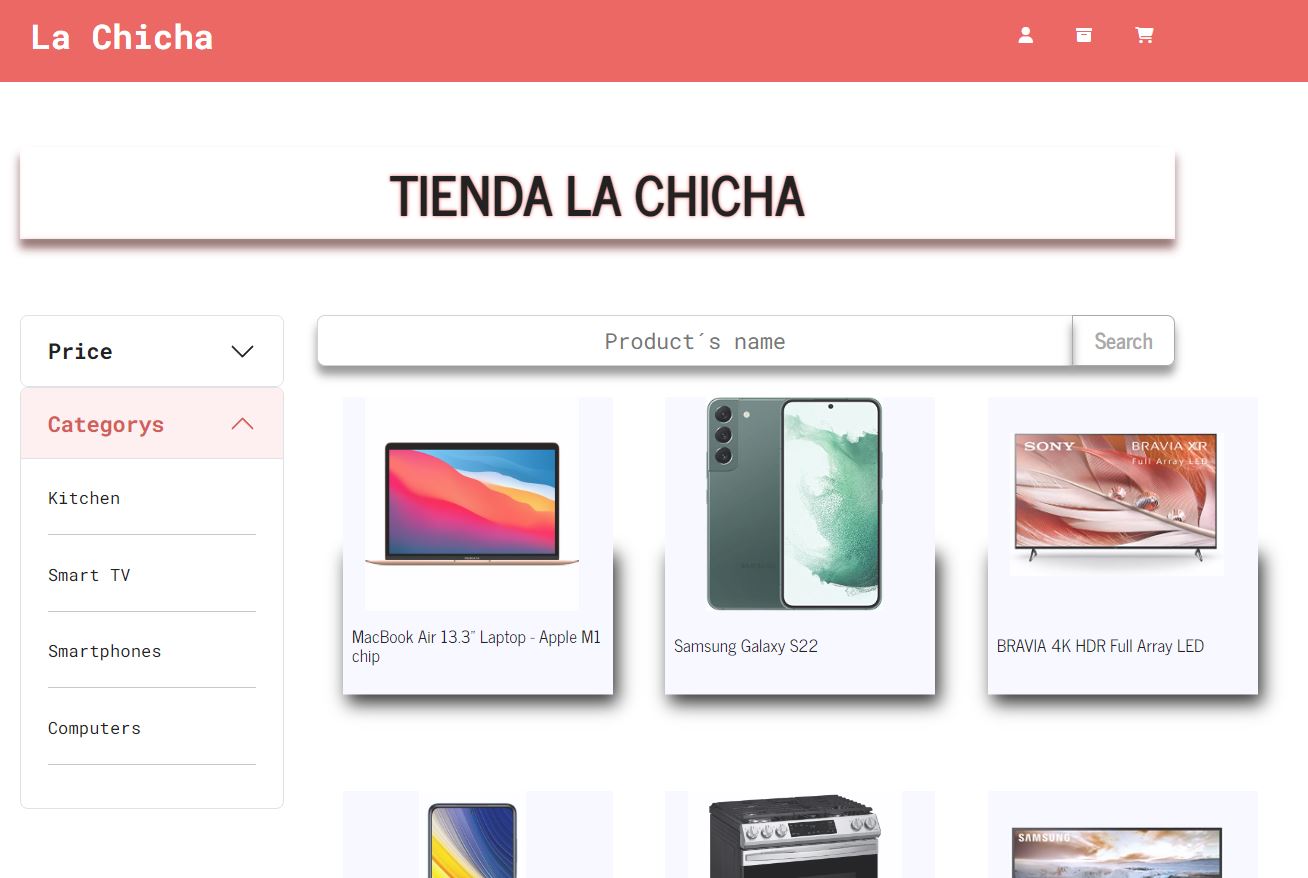 La Chicha
TIENDA LA CHICHA
Price
Product´s name
Search
Categorys
Kitchen
Smart TV
Smartphones
Computers
SONY
BRAVIA XR
Full Array LED
MacBook Air 13.3" Laptop - Apple M1
chip
Samsung Galaxy S22
BRAVIA 4K HDR Full Array LED
SAMSUNG